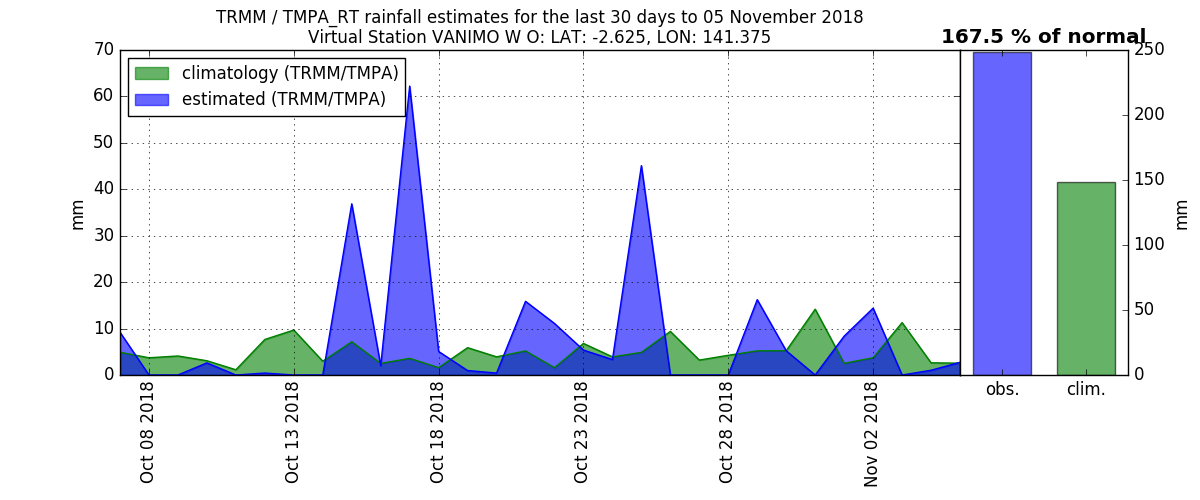 TRMM / TMPA_RT rainfall estimates for the last 30 days to 05 November 2018
Virtual Station VANIMO W O: LAT: -2.625, LON: 141.375
167.5 % of normal
climatology (TRMM/TMPA)
estimated (TRMM/TMPA)
70
60
50
40
30
20
10
0
mm
Oct 08 2018
Oct 13 2018
Oct 18 2018
Oct 23 2018
Oct 28 2018
Nov 02 2018
obs.
clim.
250
200
150
100
50
0
mm